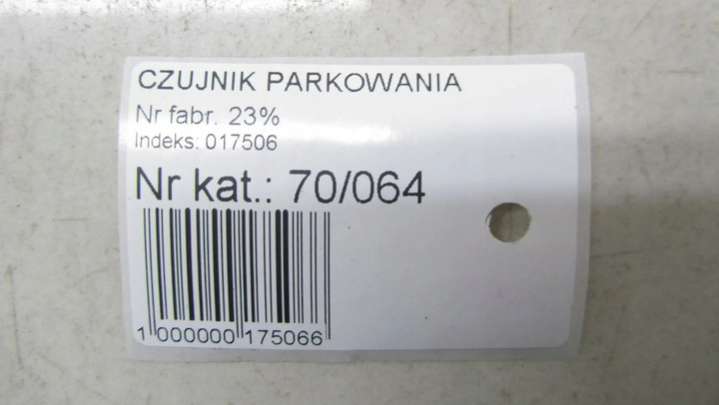 CZUJNIK PARKOWANIA
Nr fabr. 23%
Indeks: 017506
Nr kat.: 70/064
1 000000 175066